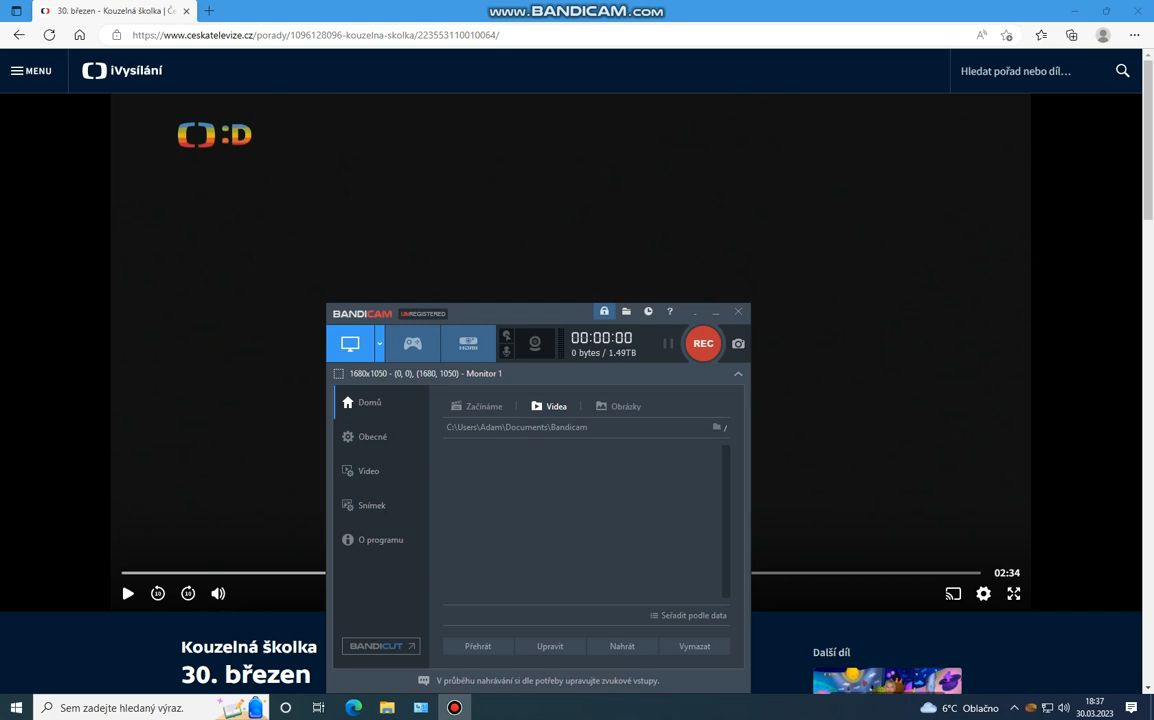 30. březen - Kouzelná školka | Če
www.BANDICAM.com
https://www.ceskatelevize.cz/porady/1096128096-kouzelna-skolka/223553110010064/
MENU
iVysílání
Hledat pořad nebo díl...
:D
BANDICAM UNREGISTERED
HDMI
00:00:00
0 bytes / 1.49TB
REC
1680x1050 - (0, 0), (1680, 1050) - Monitor 1
Domů
Obecné
Video
Snímek
O programu
BANDICUT
Začínáme
Videa
Obrázky
C:\Users\Adam\Documents\Bandicam
Seřadit podle data
Přehrát
Upravit
Nahrát
Vymazat
V průběhu nahrávání si dle potřeby upravujte zvukové vstupy.
02:34
10
10
Kouzelná školka
30. březen
Další díl
Sem zadejte hledaný výraz.
6°C Oblačno
18:37
30.03.2023